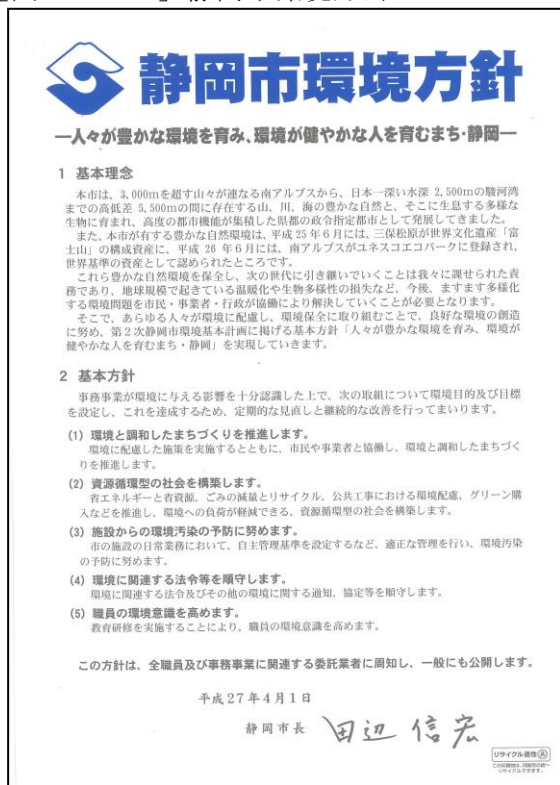 静岡市環境方針
―人々が豊かな環境を育み、環境が健やかな人を育むまち・静岡―
1 基本理念
本市は、3,000mを超す山々が連なる南アルプスから、日本一深い水深 2,500mの駿河湾
までの高低差 5,500mの間に存在する山、川、海の豊かな自然と、そこに生息する多様な
生物に育まれ、高度の都市機能が集積した県都の政令指定都市として発展してきました。
また、本市が有する豊かな自然環境は、平成 25 年 6 月には、三保松原が世界文化遺産「富
士山」の構成資産に、平成 26 年 6 月には、南アルプスがユネスコエコパークに登録され、
世界基準の資産として認められたところです。
これら豊かな自然環境を保全し、次の世代に引き継いでいくことは我々に課せられた責
務であり、地球規模で起きている温暖化や生物多様性の損失など、今後、ますます多様化
する環境問題を市民・事業者・行政が協働により解決していくことが必要となります。
そこで、あらゆる人々が環境に配慮し、環境保全に取り組むことで、良好な環境の創造
に努め、第2次静岡市環境基本計画に掲げる基本方針「人々が豊かな環境を育み、環境が
健やかな人を育むまち・静岡」を実現していきます。
2 基本方針
事務事業が環境に与える影響を十分認識した上で、次の取組について環境目的及び目標
を設定し、これを達成するため、定期的な見直しと継続的な改善を行ってまいります。
(1) 環境と調和したまちづくりを推進します。
環境に配慮した施策を実施するとともに、市民や事業者と協働し、環境と調和したまちづく
りを推進します。
(2) 資源循環型の社会を構築します。
省エネルギーと省資源、ごみの減量とリサイクル、公共工事における環境配慮、グリーン購
入などを推進し、環境への負荷が軽減できる、資源循環型の社会を構築します。
(3) 施設からの環境汚染の予防に努めます。
市の施設の日常業務において、自主管理基準を設定するなど、適正な管理を行い、環境汚染
の予防に努めます。
(4) 環境に関連する法令等を順守します。
環境に関連する法令及びその他の環境に関する通知、協定等を順守します。
(5) 職員の環境意識を高めます。
教育研修を実施することにより、職員の環境意識を高めます。
この方針は、全職員及び事務事業に関連する委託業者に周知し、一般にも公開します。
平成27年4月1日
静岡市長 田辺 信宏
リサイクル適性Ⓐ
この印刷物は、印刷用の紙へ
リサイクルできます。